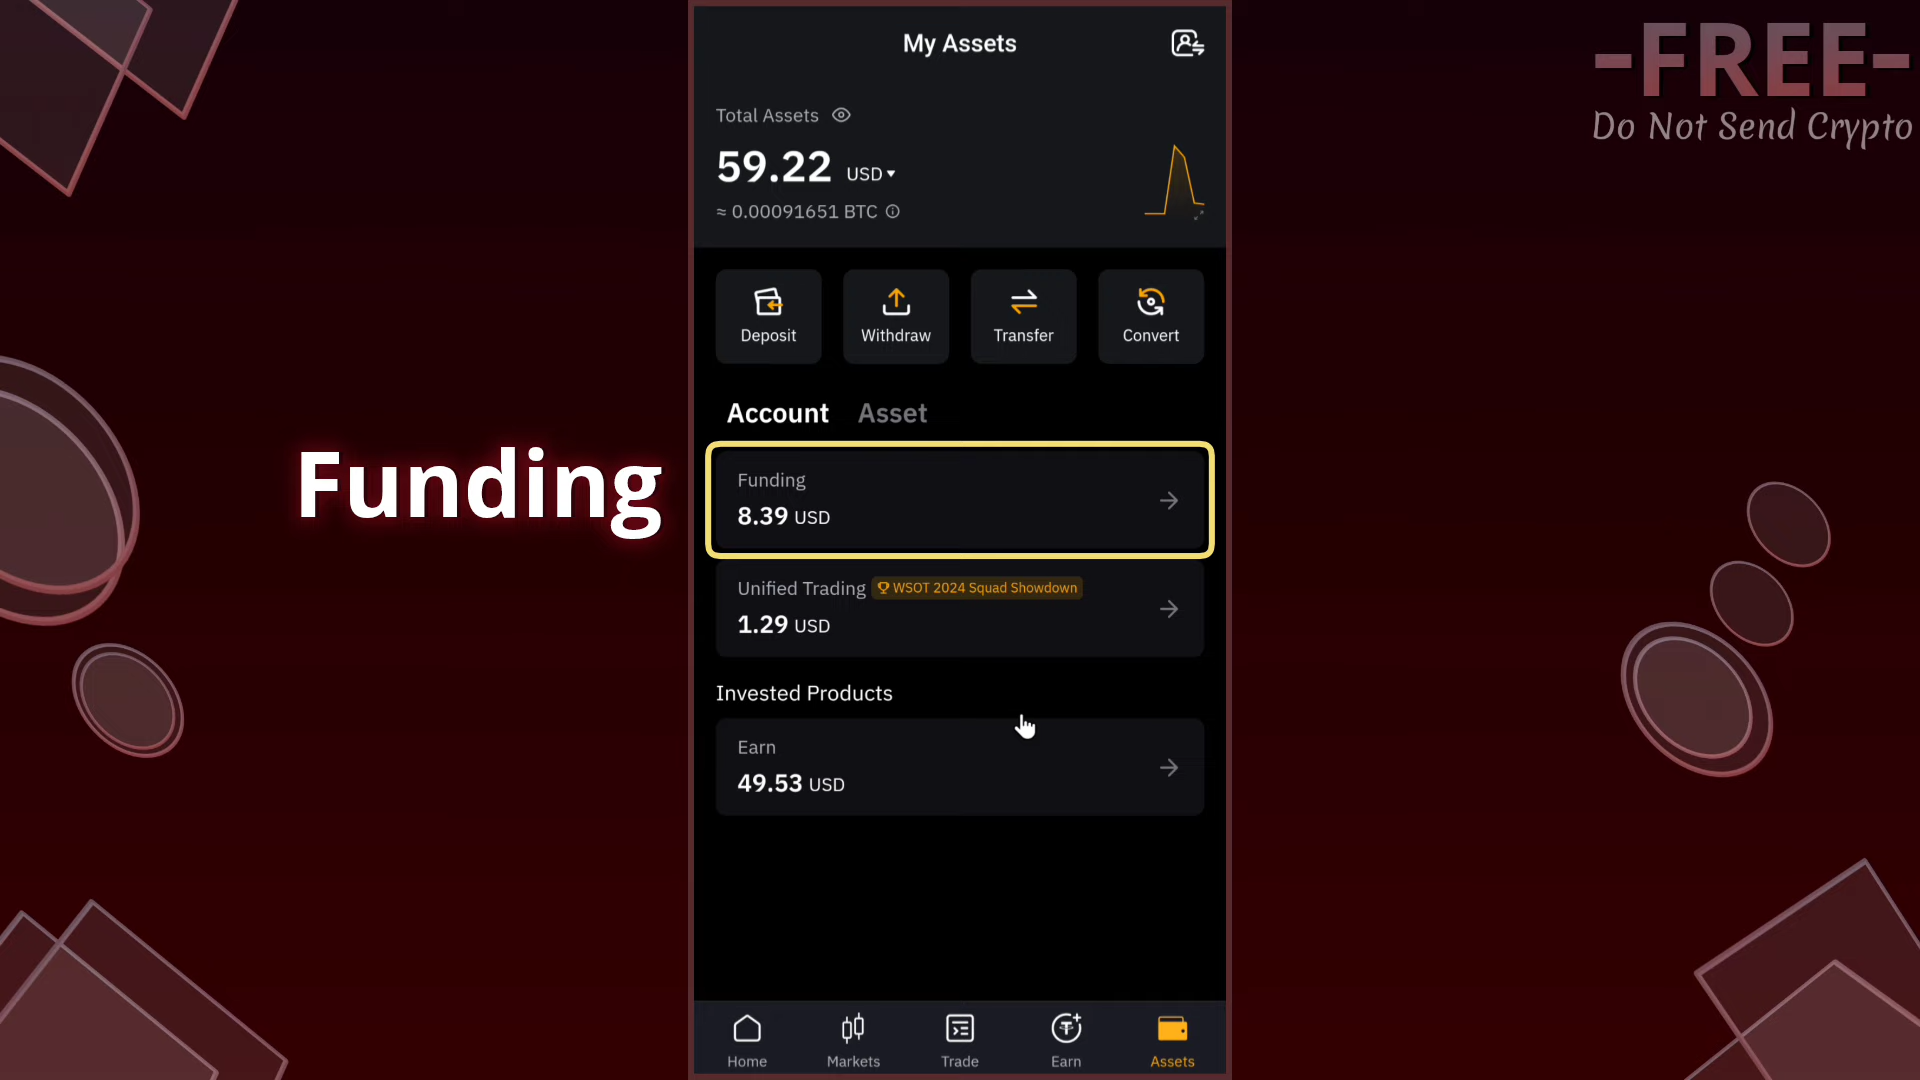 -FREE-
Do Not Send Crypto
My Assets
Total Assets
59.22 USD
≈ 0.00091651 BTC
Deposit
Withdraw
Transfer
Convert
Account
Asset
Funding
Funding
8.39 USD
Unified Trading WSOT 2024 Squad Showdown
1.29 USD
Invested Products
Earn
49.53 USD
Home
Markets
Trade
Earn
Assets